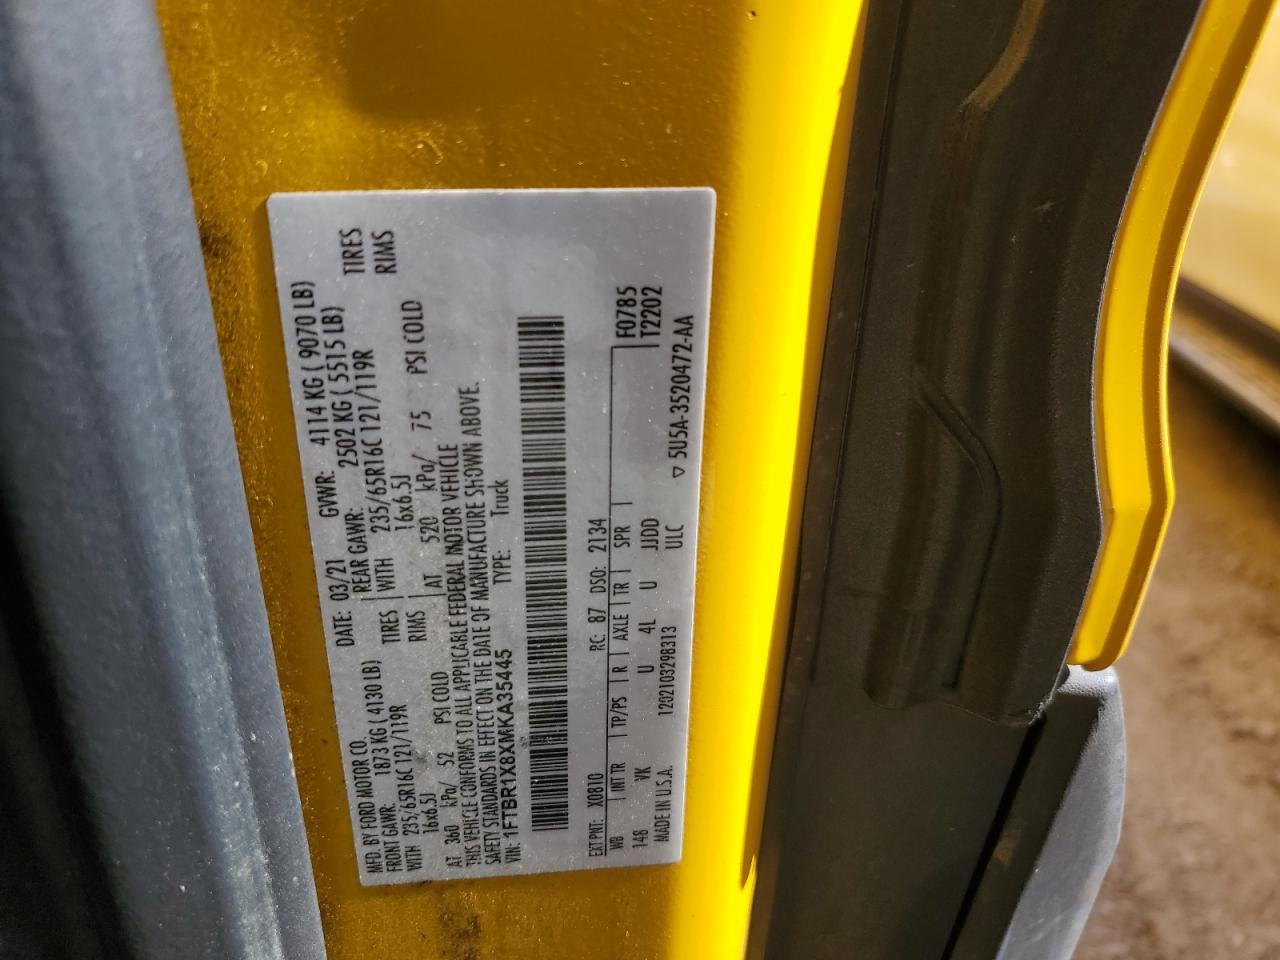 MFD. BY FORD MOTOR CO. DATE: 03/21 GVWR: 4114 KG ( 9070 LB)
FRONT GAWR: 1873 KG ( 4130 LB) REAR GAWR: 2502 KG ( 5515 LB)
WITH 235/65R16C 121/119R TIRES WITH 235/65R16C 121/119R TIRES
16x6.5J RIMS 16x6.5J RIMS
AT 360 kPa/ 52 PSI COLD AT 520 kPa/ 75 PSI COLD
THIS VEHICLE CONFORMS TO ALL APPLICABLE FEDERAL MOTOR VEHICLE
SAFETY STANDARDS IN EFFECT ON THE DATE OF MANUFACTURE SHOWN ABOVE.
VIN: 1FTBR1X8XMKA35445 TYPE: Truck
EXT PNT: X0810 RC: 87 DSO: 2134 F0785
WB INT TR TP/PS R AXLE TR SPR T2202
148 VK U 4L U JJDD
MADE IN U.S.A. 120210329B313 ULC 5U5A-3520472-AA